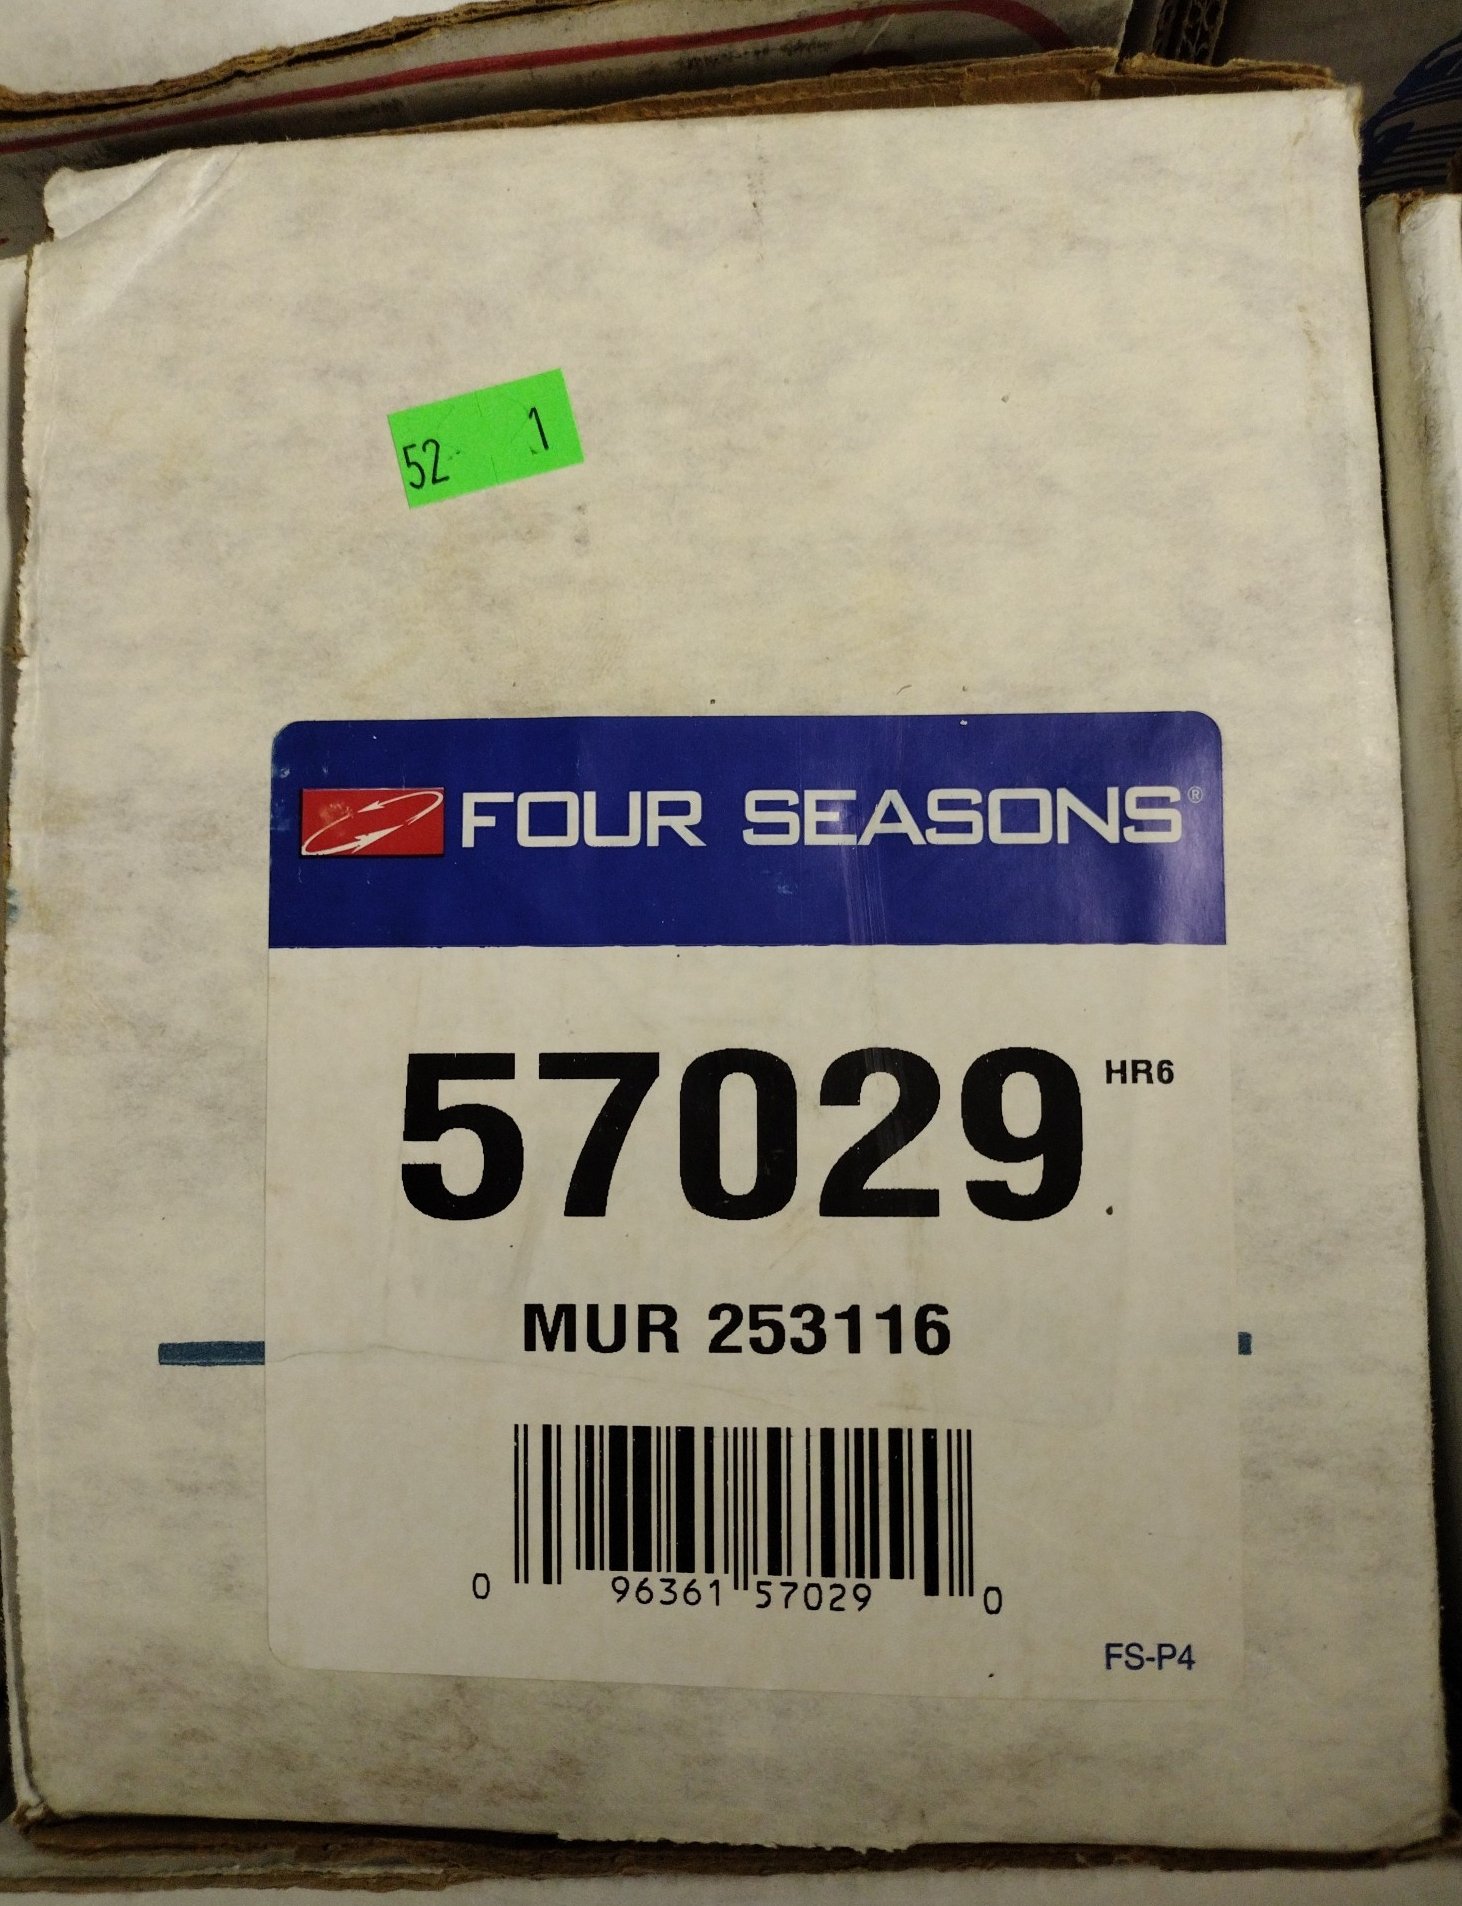 52 1
FOUR SEASONS®
57029 HR6
MUR 253116
0 96361 57029 0
FS-P4